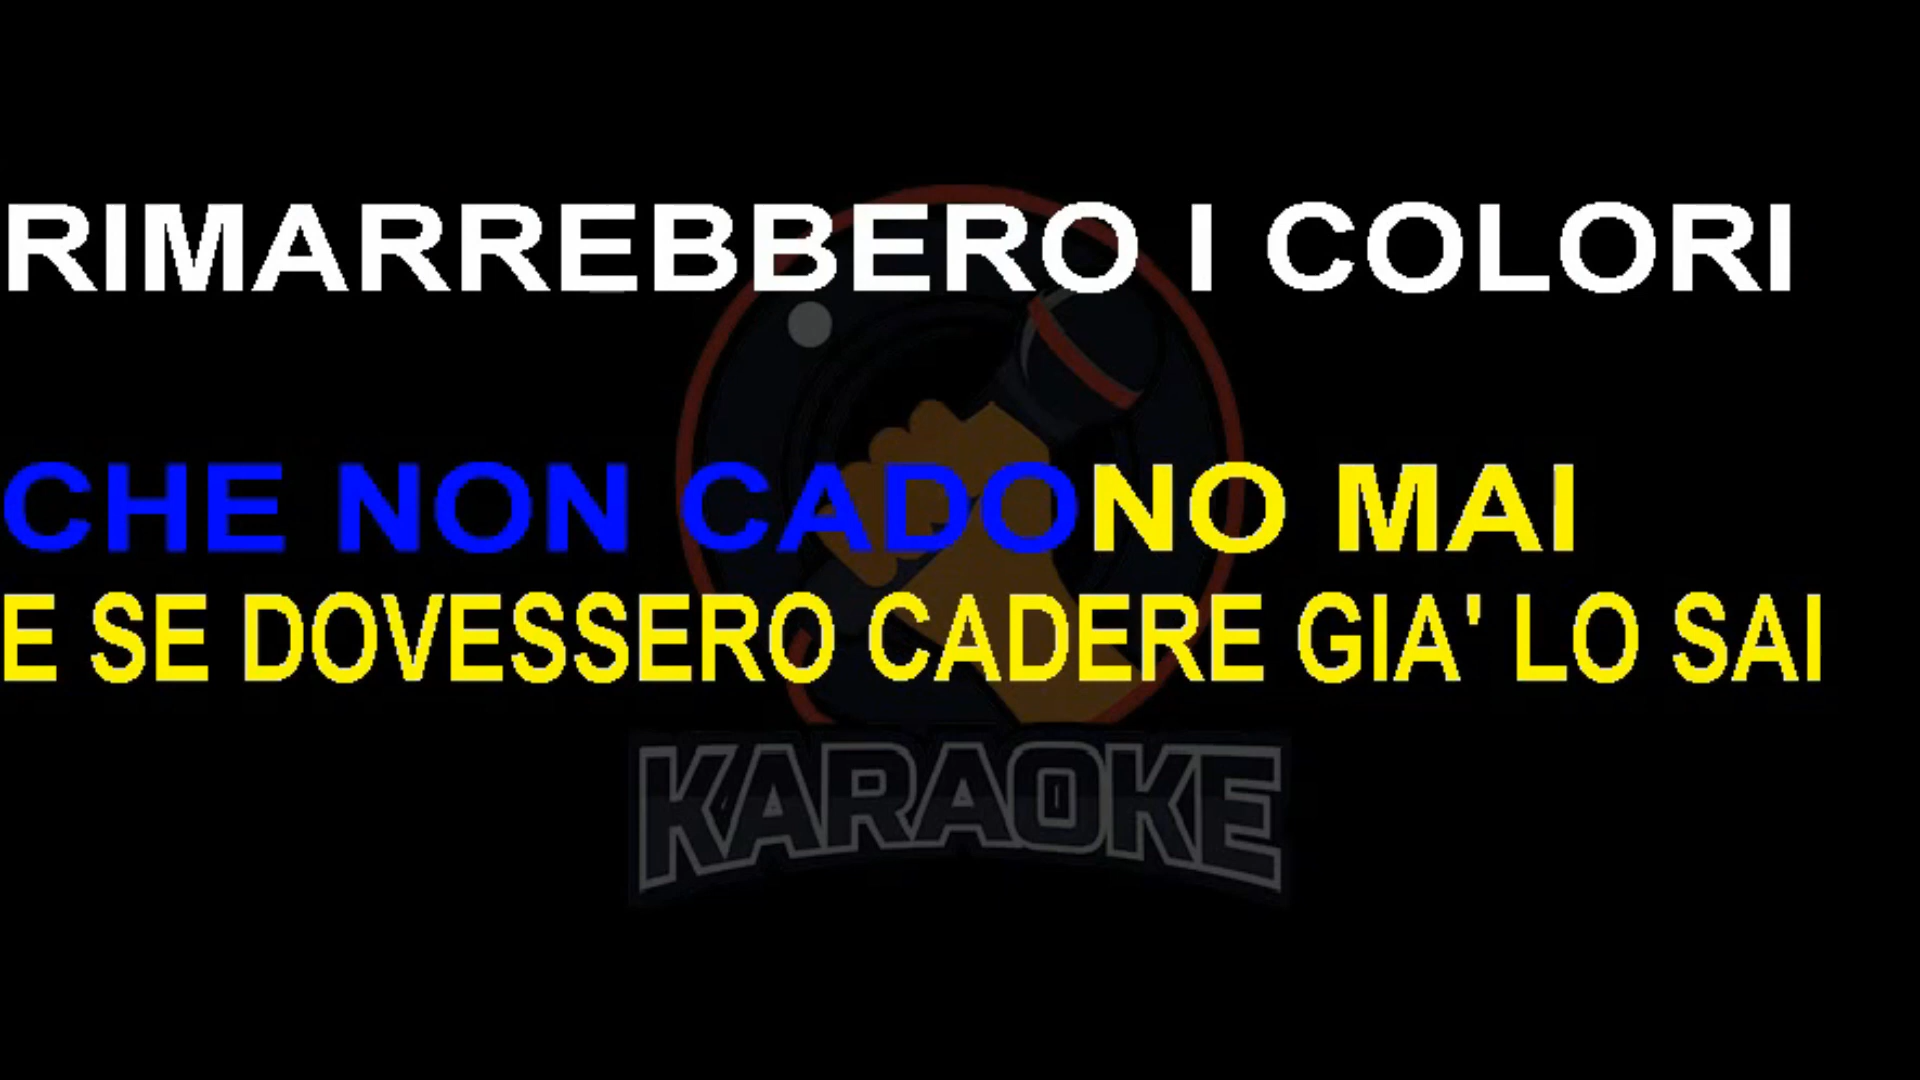 RIMARREBBERO I COLORI
CHE NON CADONO MAI
E SE DOVESSERO CADERE GIA' LO SAI
KARAOKE